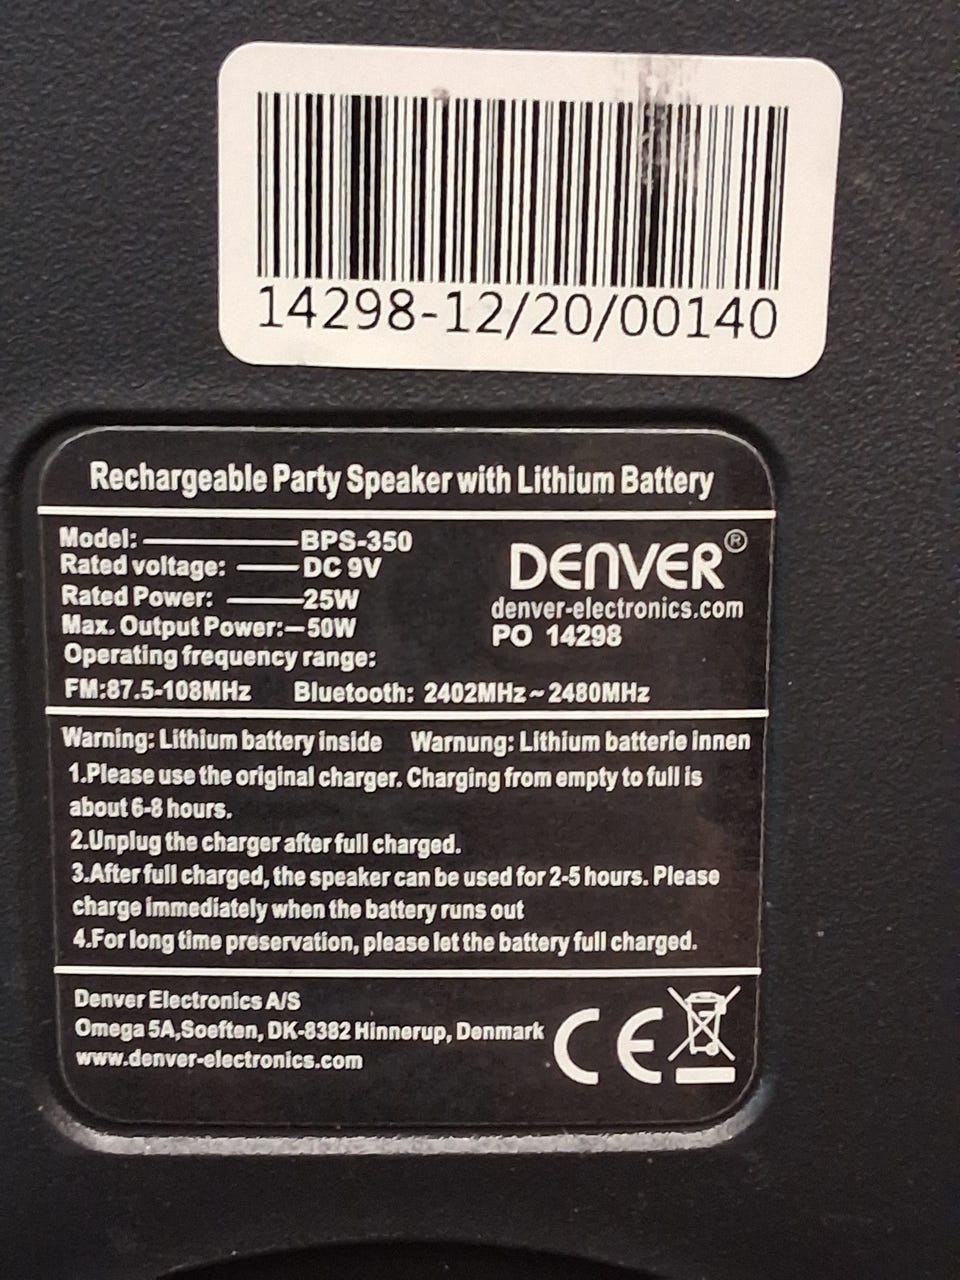 14298-12/20/00140
Rechargeable Party Speaker with Lithium Battery
Model: BPS-350
Rated voltage: DC 9V
Rated Power: 25W
Max. Output Power:–50W
Operating frequency range:
FM:87.5-108MHz Bluetooth: 2402MHz~2480MHz
DENVER®
denver-electronics.com
PO 14298
Warning: Lithium battery inside Warnung: Lithium batterie innen
1.Please use the original charger. Charging from empty to full is
about 6-8 hours.
2.Unplug the charger after full charged.
3.After full charged, the speaker can be used for 2-5 hours. Please
charge immediately when the battery runs out
4.For long time preservation, please let the battery full charged.
Denver Electronics A/S
Omega 5A,Soeften, DK-8382 Hinnerup, Denmark
www.denver-electronics.com
CE